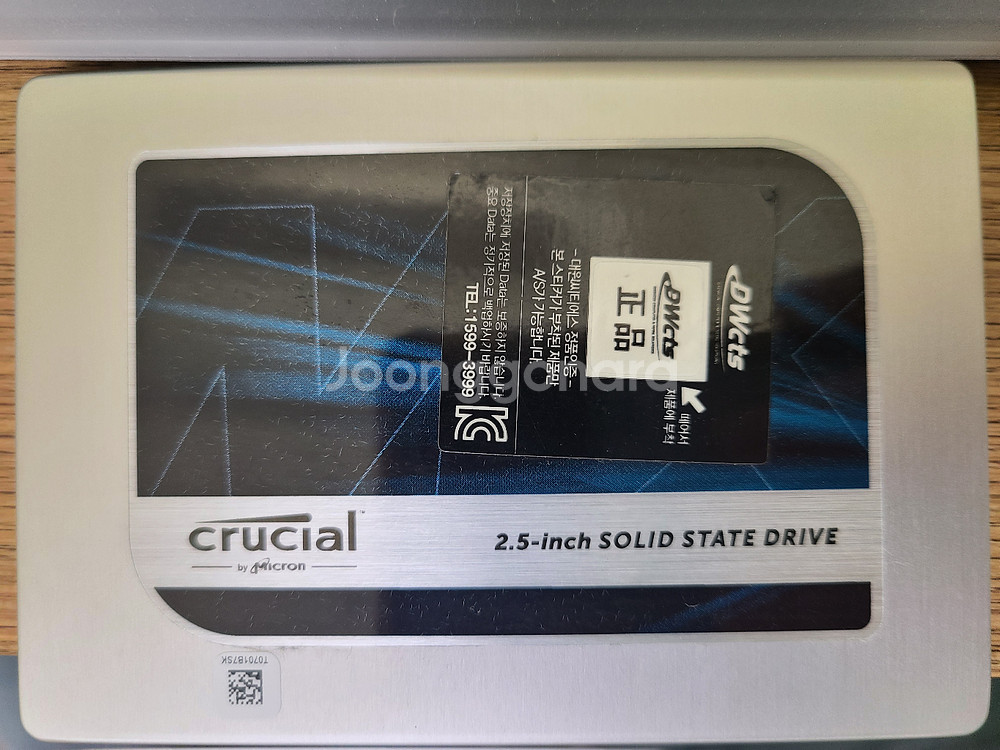 DWcts
떼어서
제품에 부착
DWcts
正品
- 대원씨티에스 정품인증 -
본 스티커가 부착된 제품만
A/S가 가능합니다.
저장장치에 저장된 Data는 보증하지 않습니다.
중요 Data는 정기적으로 백업하시기 바랍니다.
TEL: 1599-3999
KC
Joonggonara
crucial™
by Micron
2.5-inch SOLID STATE DRIVE
T0701B7SK